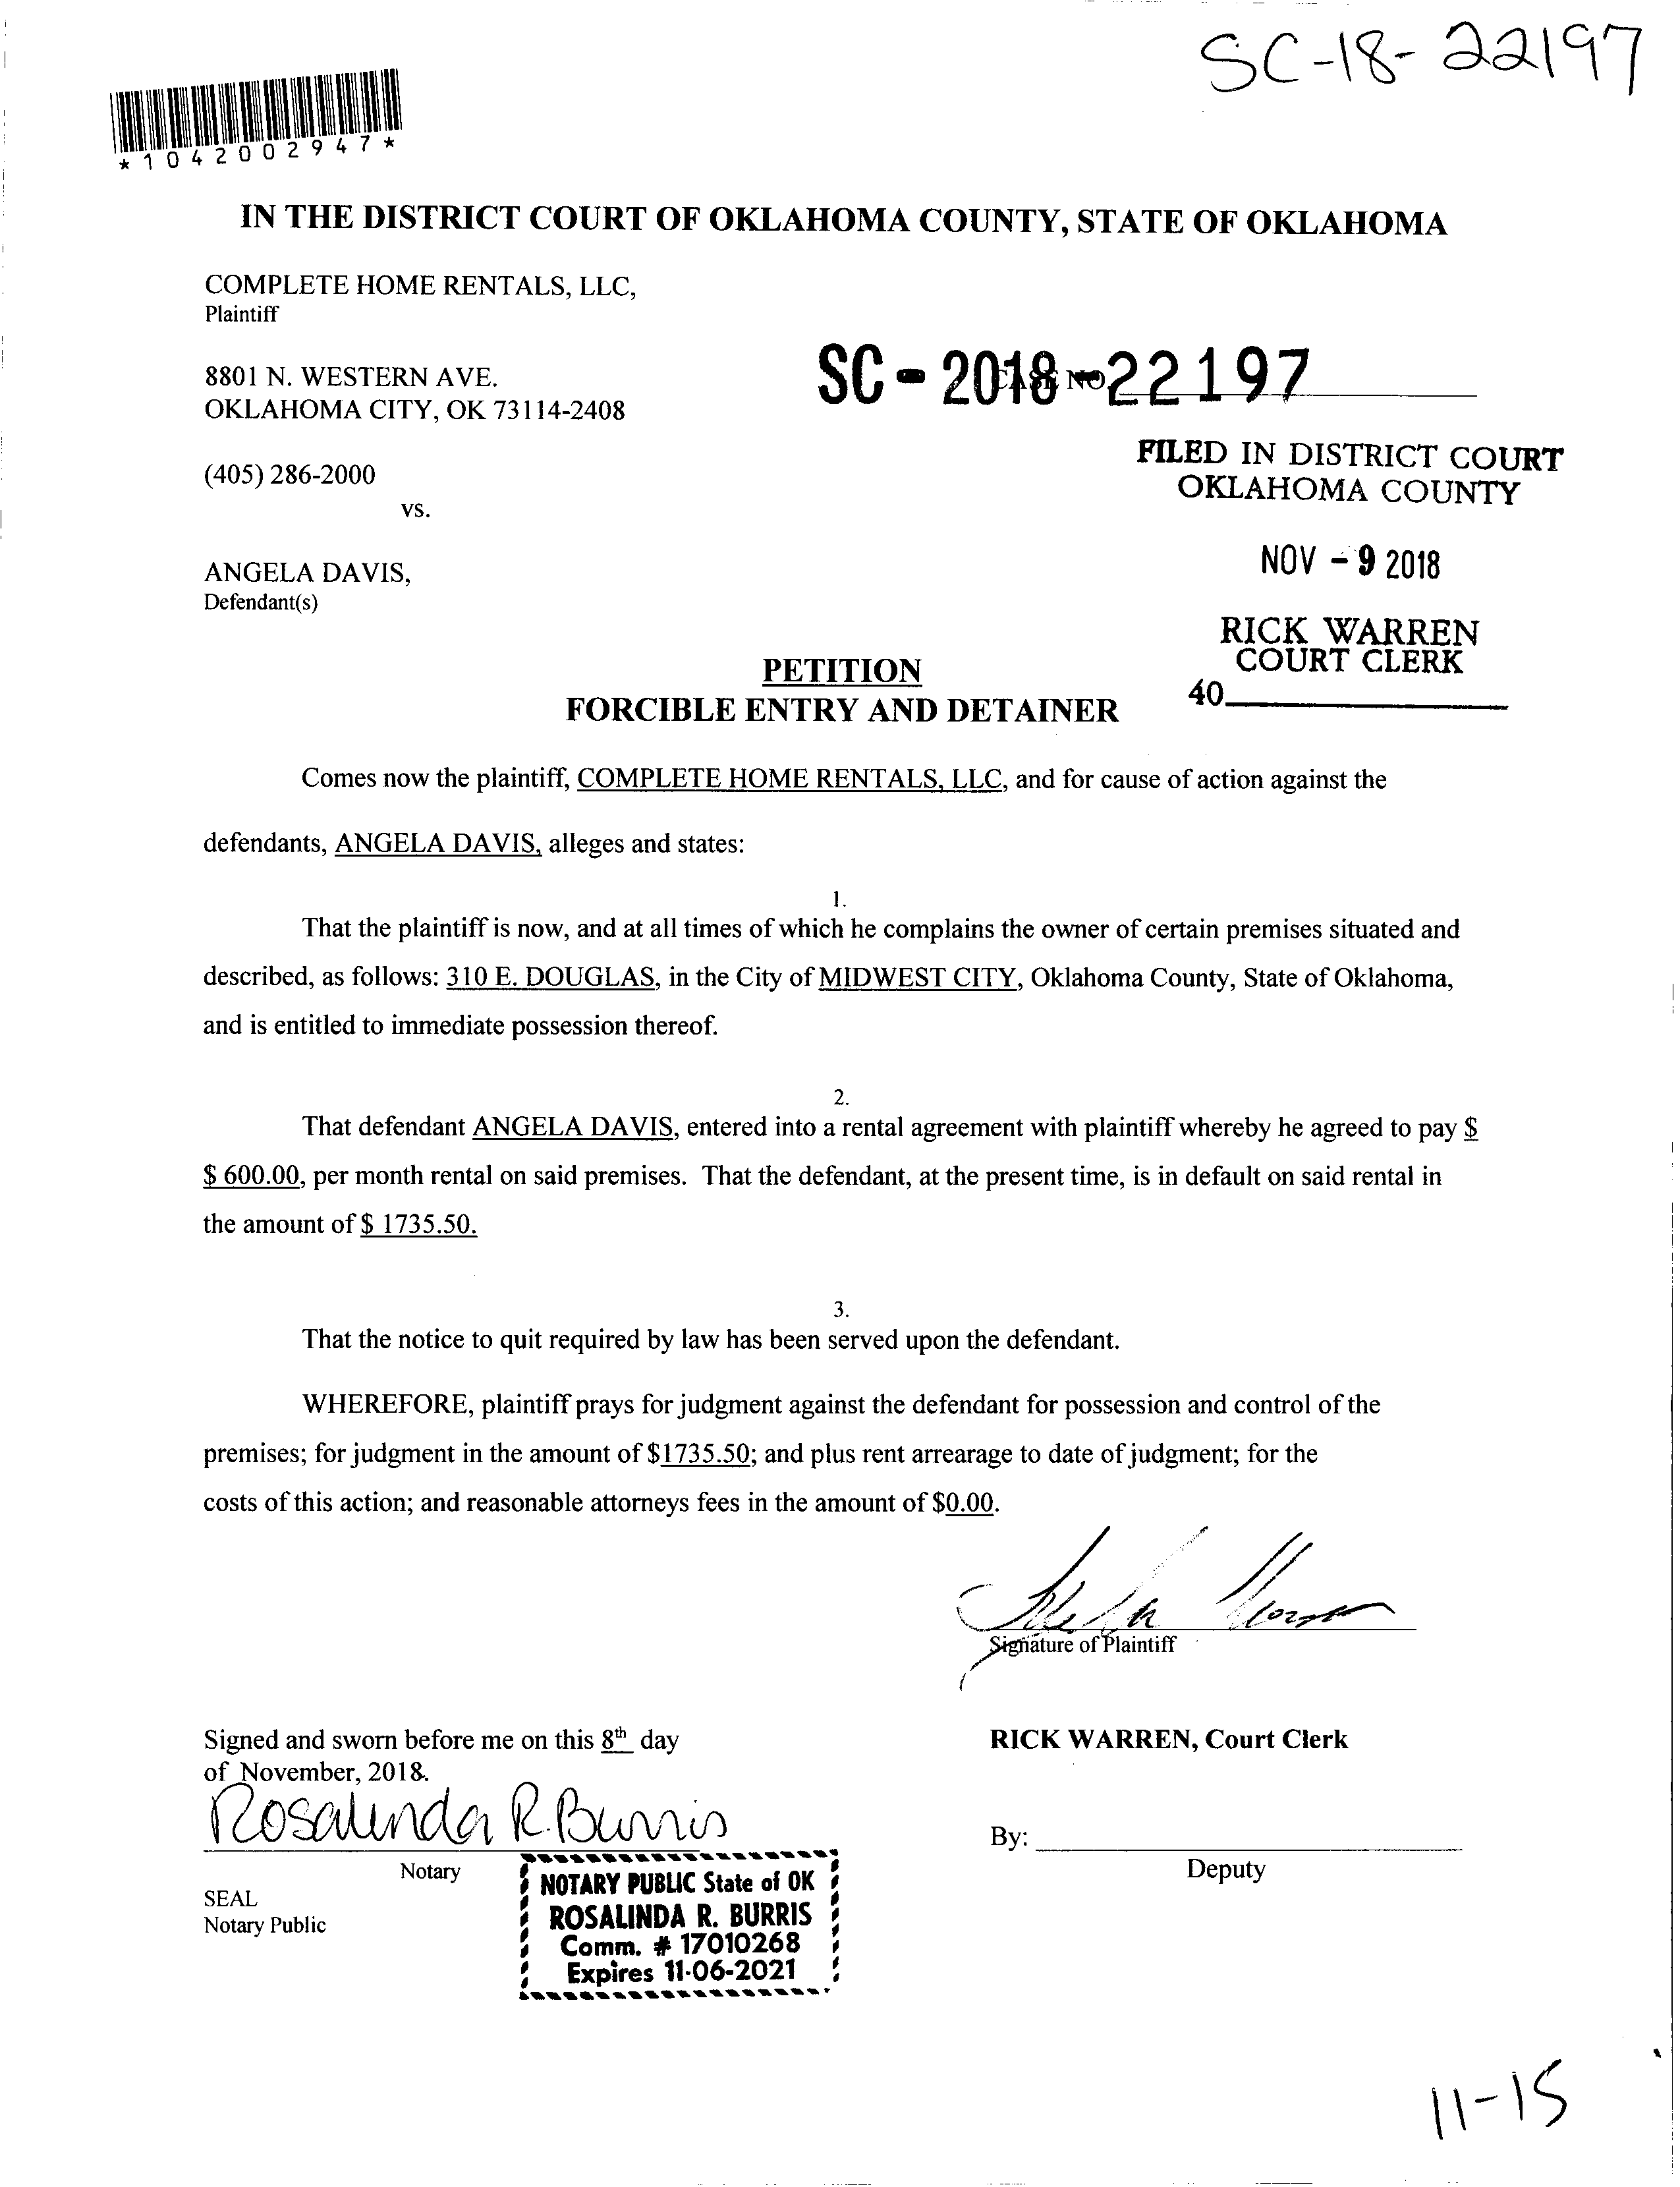 SC-18-22197
*1042002947*
IN THE DISTRICT COURT OF OKLAHOMA COUNTY, STATE OF OKLAHOMA
COMPLETE HOME RENTALS, LLC,
Plaintiff
8801 N. WESTERN AVE.
OKLAHOMA CITY, OK 73114-2408
SC-2018-22197
CASE NO.
(405) 286-2000
vs.
FILED IN DISTRICT COURT
OKLAHOMA COUNTY
NOV - 9 2018
ANGELA DAVIS,
Defendant(s)
RICK WARREN
COURT CLERK
40
PETITION
FORCIBLE ENTRY AND DETAINER
Comes now the plaintiff, COMPLETE HOME RENTALS, LLC, and for cause of action against the
defendants, ANGELA DAVIS, alleges and states:
1.
That the plaintiff is now, and at all times of which he complains the owner of certain premises situated and
described, as follows: 310 E. DOUGLAS, in the City of MIDWEST CITY, Oklahoma County, State of Oklahoma,
and is entitled to immediate possession thereof.
2.
That defendant ANGELA DAVIS, entered into a rental agreement with plaintiff whereby he agreed to pay $
$ 600.00, per month rental on said premises. That the defendant, at the present time, is in default on said rental in
the amount of $ 1735.50.
3.
That the notice to quit required by law has been served upon the defendant.
WHEREFORE, plaintiff prays for judgment against the defendant for possession and control of the
premises; for judgment in the amount of $1735.50; and plus rent arrearage to date of judgment; for the
costs of this action; and reasonable attorneys fees in the amount of $0.00.
Signature of Plaintiff
Signed and sworn before me on this 8th day
of November, 2018.
RICK WARREN, Court Clerk
Rosalinda R. Burris
By:
Notary
Deputy
SEAL
Notary Public
NOTARY PUBLIC State of OK
ROSALINDA R. BURRIS
Comm. # 17010268
Expires 11-06-2021
11-15